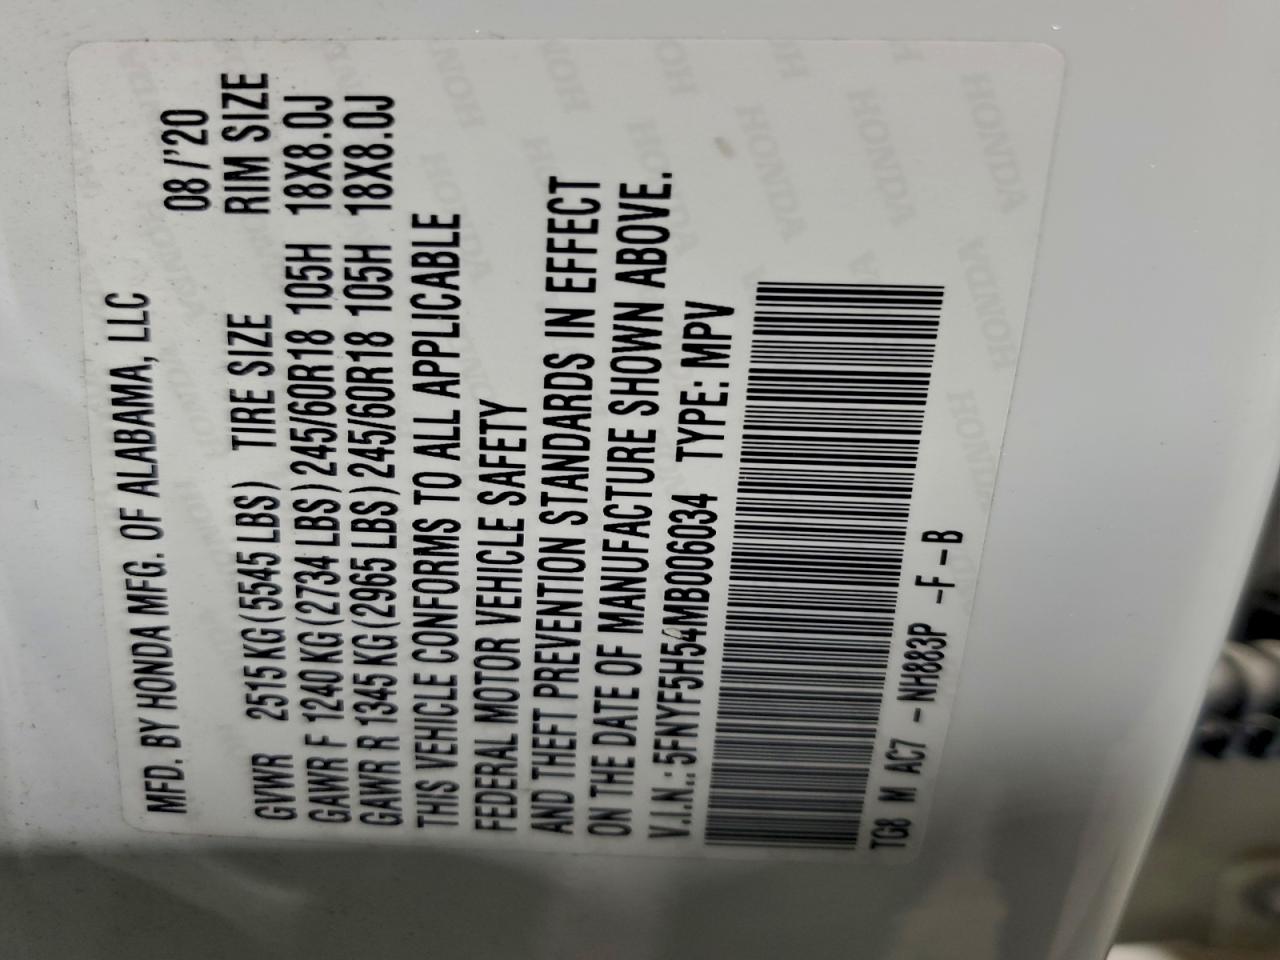 MFD. BY HONDA MFG. OF ALABAMA, LLC
08 /'20
GVWR 2515 KG (5545 LBS) TIRE SIZE RIM SIZE
GAWR F 1240 KG (2734 LBS) 245/60R18 105H 18X8.0J
GAWR R 1345 KG (2965 LBS) 245/60R18 105H 18X8.0J
THIS VEHICLE CONFORMS TO ALL APPLICABLE
FEDERAL MOTOR VEHICLE SAFETY
AND THEFT PREVENTION STANDARDS IN EFFECT
ON THE DATE OF MANUFACTURE SHOWN ABOVE.
V.I.N.: 5FNYF5H54MB006034 TYPE: MPV
TG8 M AC7 - NH883P - F - B